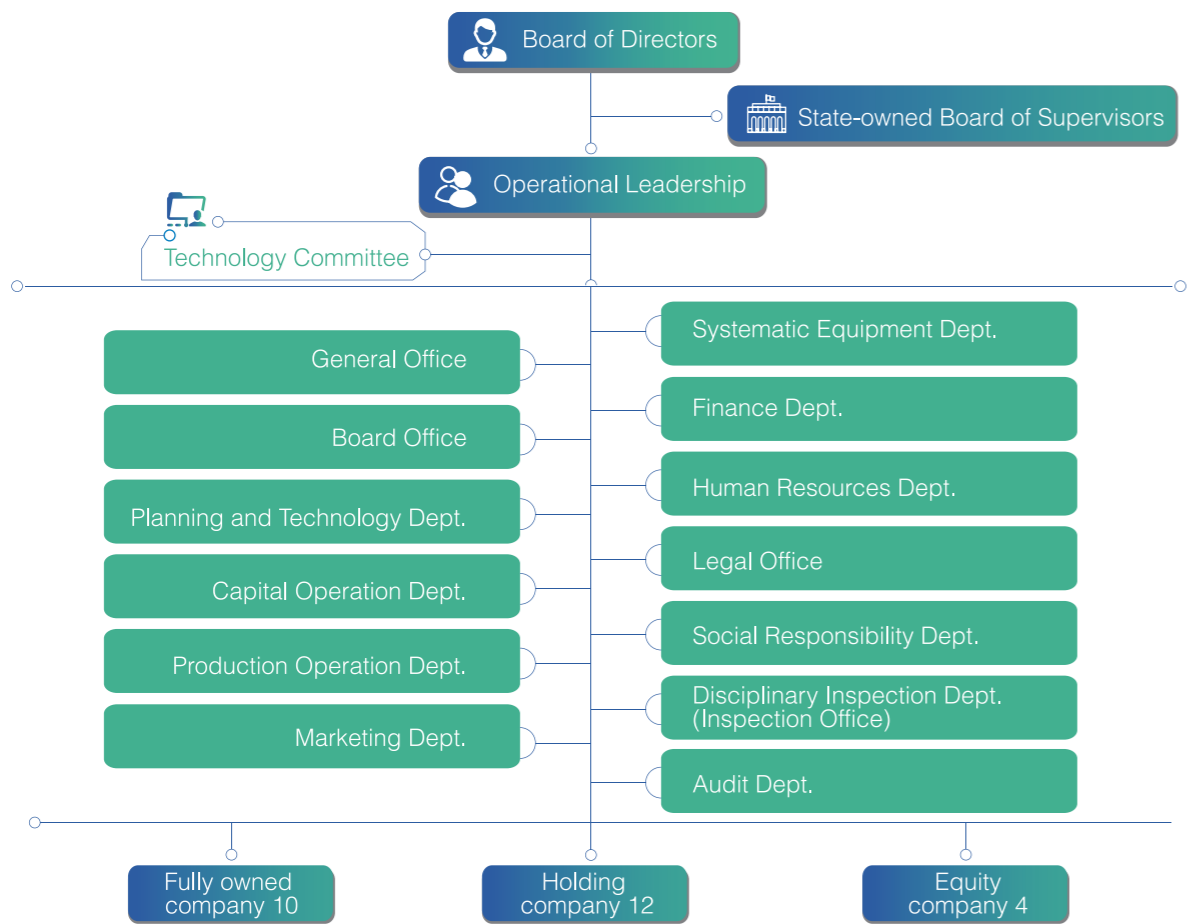 Board of Directors
State-owned Board of Supervisors
Operational Leadership
Technology Committee
General Office
Board Office
Planning and Technology Dept.
Capital Operation Dept.
Production Operation Dept.
Marketing Dept.
Systematic Equipment Dept.
Finance Dept.
Human Resources Dept.
Legal Office
Social Responsibility Dept.
Disciplinary Inspection Dept.
(Inspection Office)
Audit Dept.
Fully owned
company 10
Holding
company 12
Equity
company 4